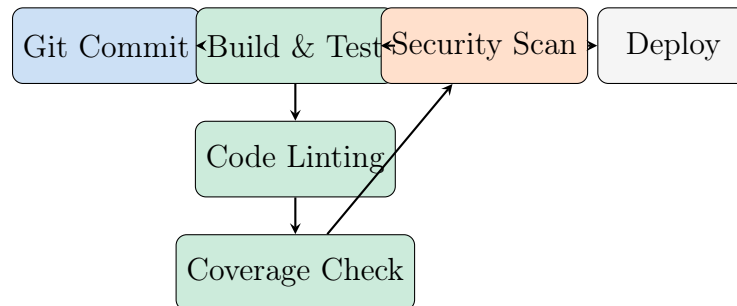 Git Commit
Build & Test
Security Scan
Deploy
Code Linting
Coverage Check